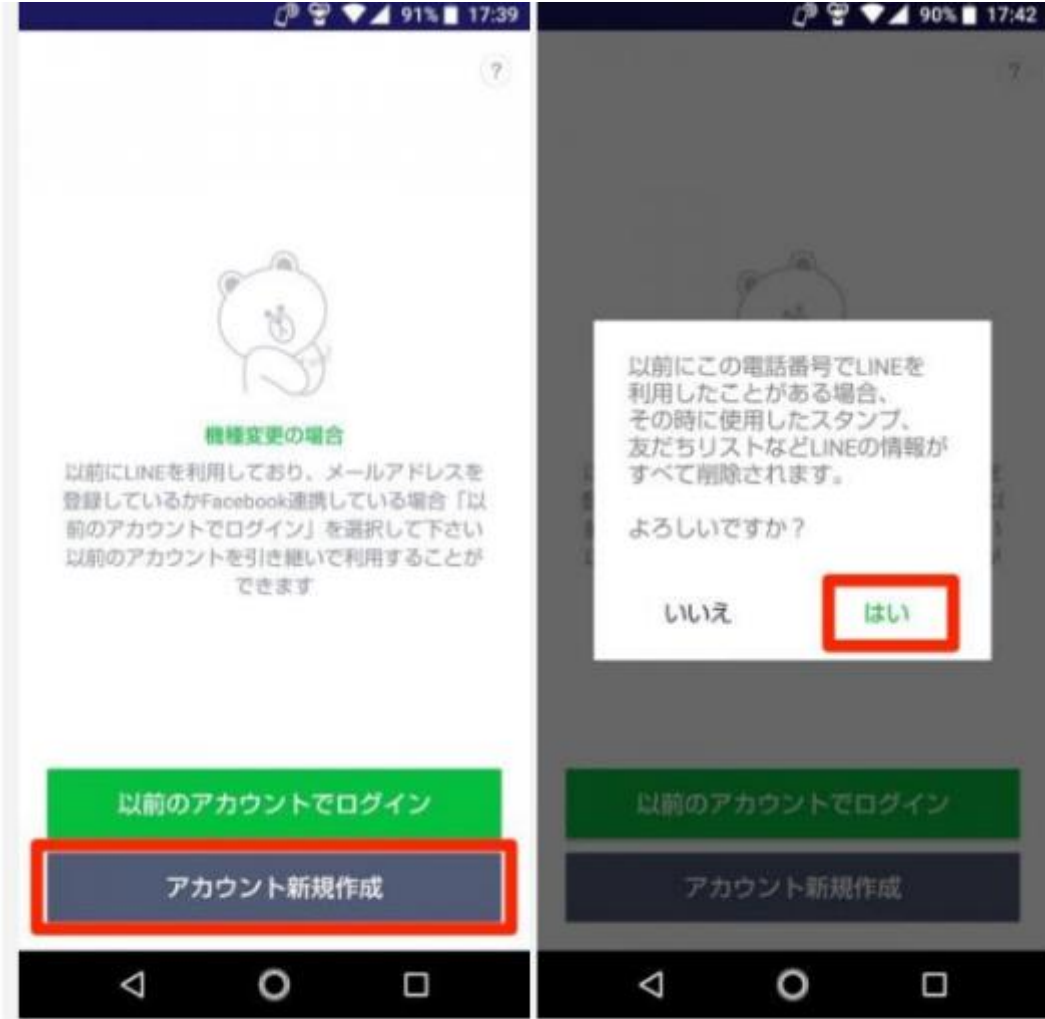 91% 17:39
?
機種変更の場合
以前にLINEを利用しており、メールアドレスを
登録しているかFacebook連携している場合「以
前のアカウントでログイン」を選択して下さい
以前のアカウントを引き継いで利用することが
できます
以前のアカウントでログイン
アカウント新規作成
90% 17:42
?
以前にこの電話番号でLINEを
利用したことがある場合、
その時に使用したスタンプ、
友だちリストなどLINEの情報が
すべて削除されます。
よろしいですか？
いいえ はい
以前のアカウントでログイン
アカウント新規作成